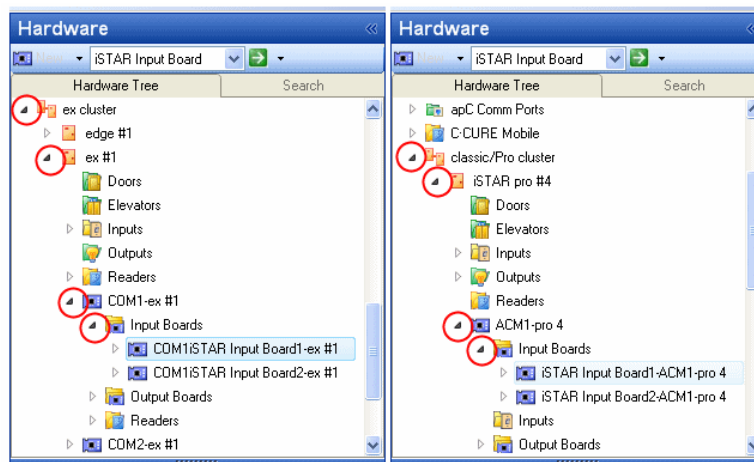 Hardware
iSTAR Input Board
Hardware Tree
Search
ex cluster
edge #1
ex #1
Doors
Elevators
Inputs
Outputs
Readers
COM1-ex #1
Input Boards
COM1iSTAR Input Board1-ex #1
COM1iSTAR Input Board2-ex #1
Output Boards
Readers
COM2-ex #1
Hardware
iSTAR Input Board
Hardware Tree
Search
apC Comm Ports
C·CURE Mobile
classic/Pro cluster
iSTAR pro #4
Doors
Elevators
Inputs
Outputs
Readers
ACM1-pro 4
Input Boards
iSTAR Input Board1-ACM1-pro 4
iSTAR Input Board2-ACM1-pro 4
Inputs
Output Boards